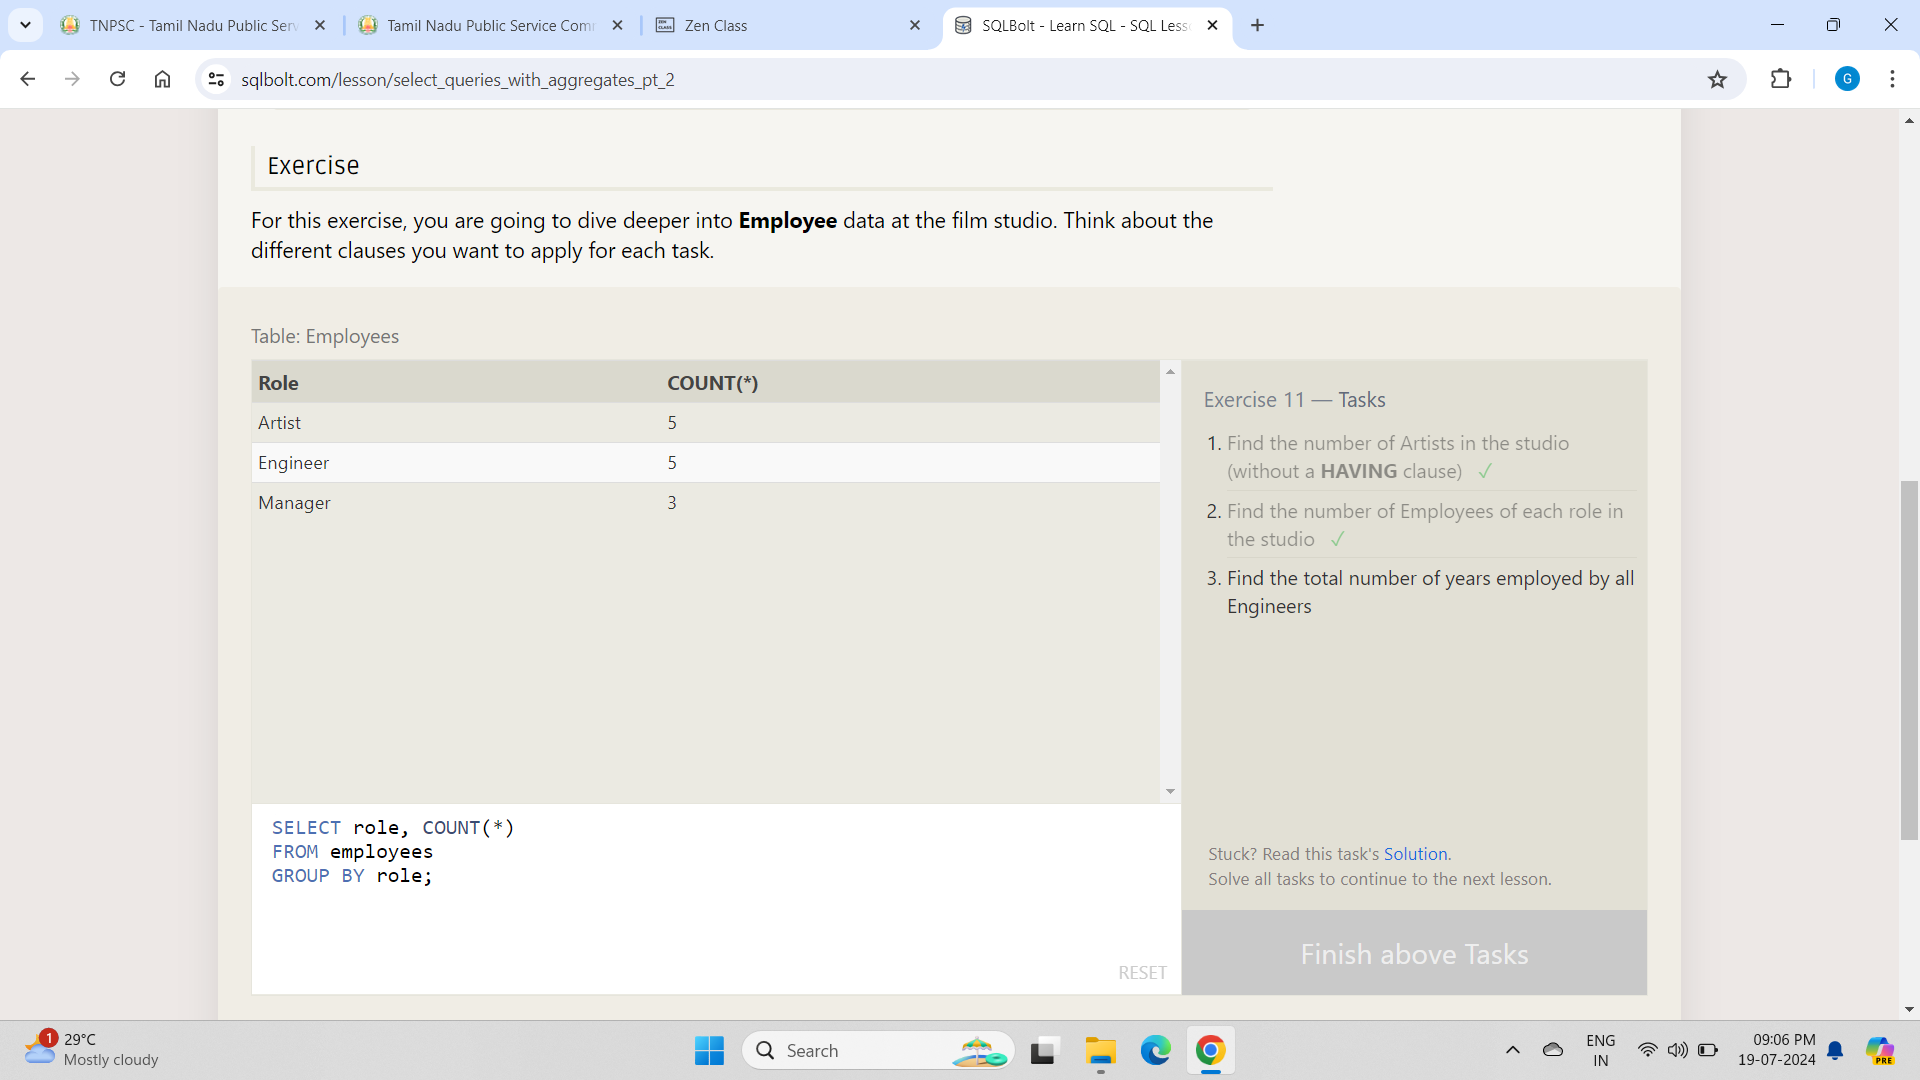 TNPSC - Tamil Nadu Public Serv
Tamil Nadu Public Service Comm
Zen Class
SQLBolt - Learn SQL - SQL Lesso
sqlbolt.com/lesson/select_queries_with_aggregates_pt_2
G
Exercise
For this exercise, you are going to dive deeper into Employee data at the film studio. Think about the
different clauses you want to apply for each task.
Table: Employees
Role COUNT(*)
Artist 5
Engineer 5
Manager 3
Exercise 11 — Tasks
1. Find the number of Artists in the studio
(without a HAVING clause) ✓
2. Find the number of Employees of each role in
the studio ✓
3. Find the total number of years employed by all
Engineers
SELECT role, COUNT(*)
FROM employees
GROUP BY role;
RESET
Stuck? Read this task's Solution.
Solve all tasks to continue to the next lesson.
Finish above Tasks
1
29°C
Mostly cloudy
Search
ENG
IN
09:06 PM
19-07-2024
PRE